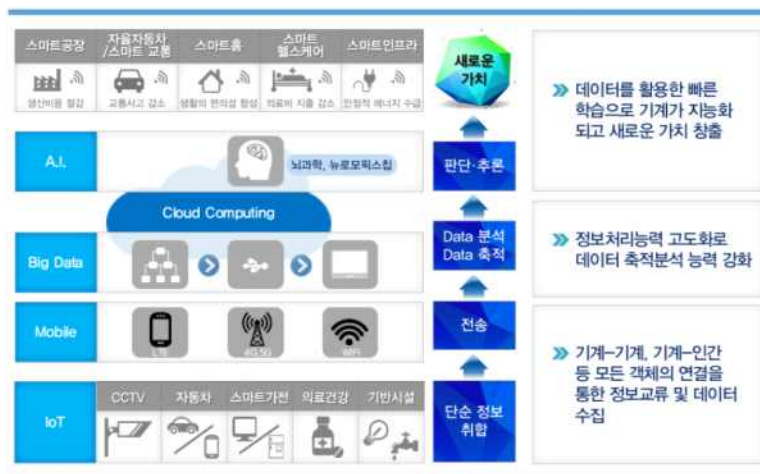 스마트공장
자율자동차
/스마트 교통
스마트홈
스마트
헬스케어
스마트인프라
생산비용 절감
교통사고 감소
생활의 편의성 향상
의료비 지출 감소
안정적 에너지 수급
새로운
가치
데이터를 활용한 빠른
학습으로 기계가 지능화
되고 새로운 가치 창출
A.I.
뇌과학, 뉴로모픽스칩
판단·추론
Cloud Computing
Big Data
Data 분석
Data 축적
정보처리능력 고도화로
데이터 축적분석 능력 강화
Mobile
LTE
4G,5G
WIFI
전송
기계-기계, 기계-인간
등 모든 객체의 연결을
통한 정보교류 및 데이터
수집
IoT
CCTV
자동차
스마트가전
의료건강
기반시설
단순 정보
취합